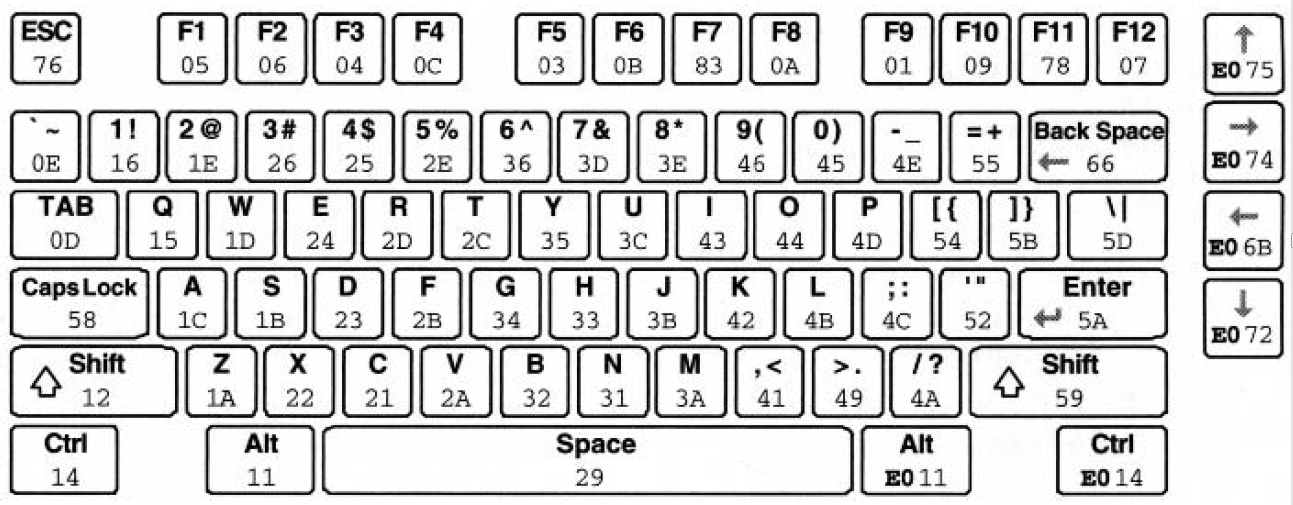 ESC F1 F2 F3 F4 F5 F6 F7 F8 F9 F10 F11 F12 ↑
76 05 06 04 0C 03 0B 83 0A 01 09 78 07 E0 75
` ~ 1! 2@ 3# 4$ 5% 6^ 7& 8* 9( 0) -_ =+ Back Space →
0E 16 1E 26 25 2E 36 3D 3E 46 45 4E 55 ← 66 E0 74
TAB Q W E R T Y U I O P [{ ]} \| ←
0D 15 1D 24 2D 2C 35 3C 43 44 4D 54 5B 5D E0 6B
Caps Lock A S D F G H J K L ;: '" Enter ↓
58 1C 1B 23 2B 34 33 3B 42 4B 4C 52 ↵ 5A E0 72
Shift Z X C V B N M ,< >. /? Shift
12 1A 22 21 2A 32 31 3A 41 49 4A 59
Ctrl Alt Space Alt Ctrl
14 11 29 E0 11 E0 14